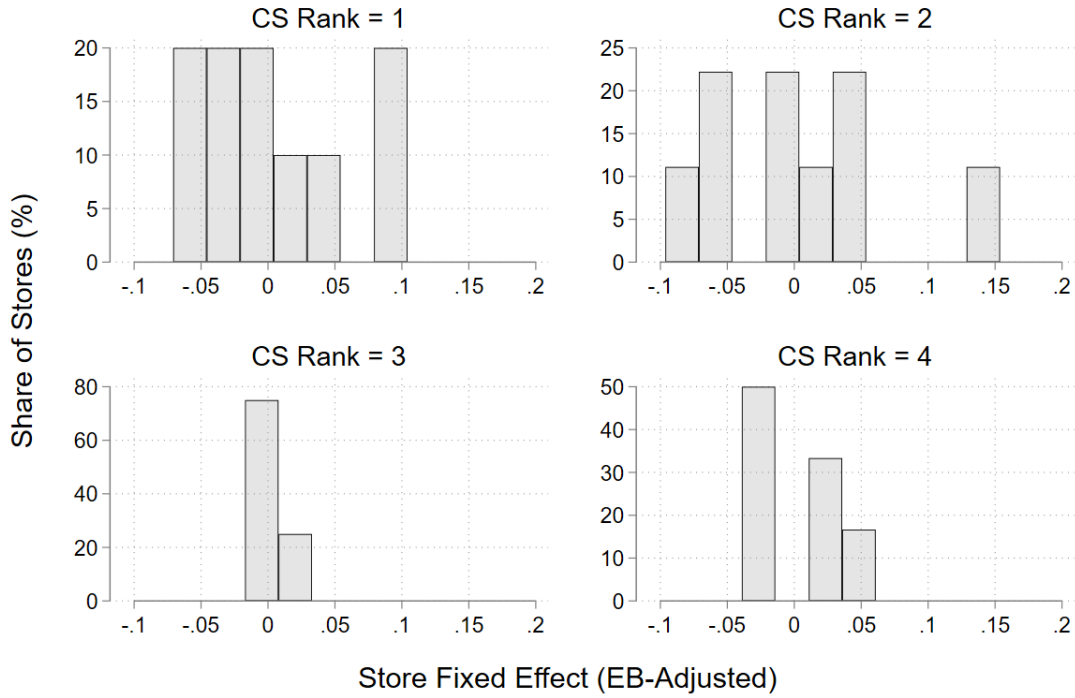 CS Rank = 1
20
15
10
5
0
-.1 -.05 0 .05 .1 .15 .2
CS Rank = 2
25
20
15
10
5
0
-.1 -.05 0 .05 .1 .15 .2
Share of Stores (%)
CS Rank = 3
80
60
40
20
0
-.1 -.05 0 .05 .1 .15 .2
CS Rank = 4
50
40
30
20
10
0
-.1 -.05 0 .05 .1 .15 .2
Store Fixed Effect (EB-Adjusted)